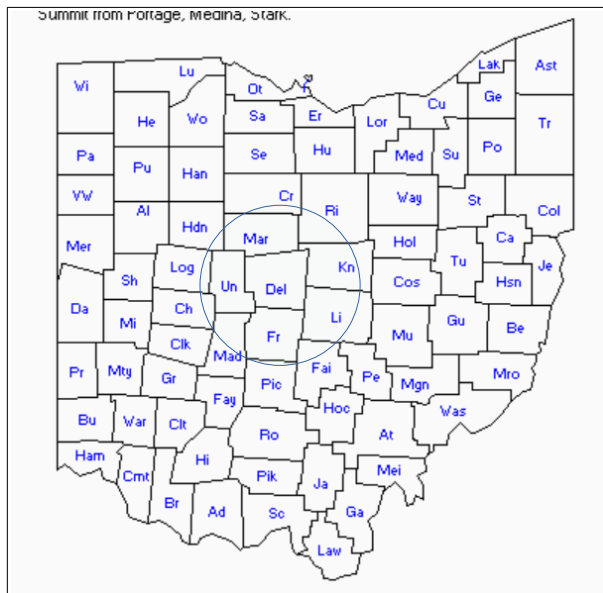 Summit from Portage, Medina, Stark.
Lak Ast
Wi Lu Ot Cu Ge
He Wo Sa Er Lor Tr
Pa Pu Han Se Hu Med Su Po
VW Al Hdn Cr Ri Way St Col
Mer Mar Hol Ca
Sh Log Un Del Kn Cos Tu Hsn Je
Da Mi Ch Li Gu Be
Clk Mad Fr Mu
Pr Mty Gr Pic Fai Pe Mgn Mro
Bu War Clt Fay Ro Hoc At Was
Ham Cmt Hi Pik Ja Mei
Br Ad Sc Ga
Law